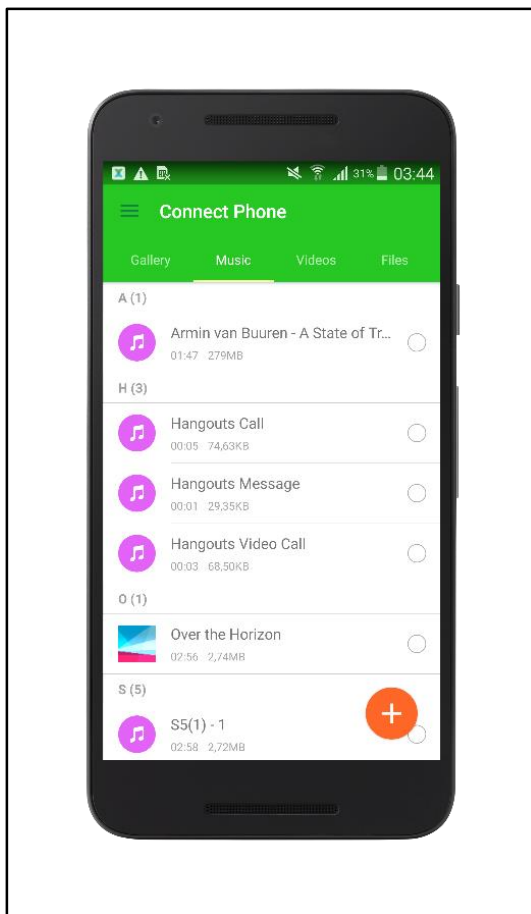 31% 03:44
Connect Phone
Gallery Music Videos Files
A (1)
Armin van Buuren - A State of Tr...
01:47 279MB
H (3)
Hangouts Call
00:05 74,63KB
Hangouts Message
00:01 29,35KB
Hangouts Video Call
00:03 68,50KB
O (1)
Over the Horizon
02:56 2,74MB
S (5)
S5(1) - 1
02:58 2,72MB